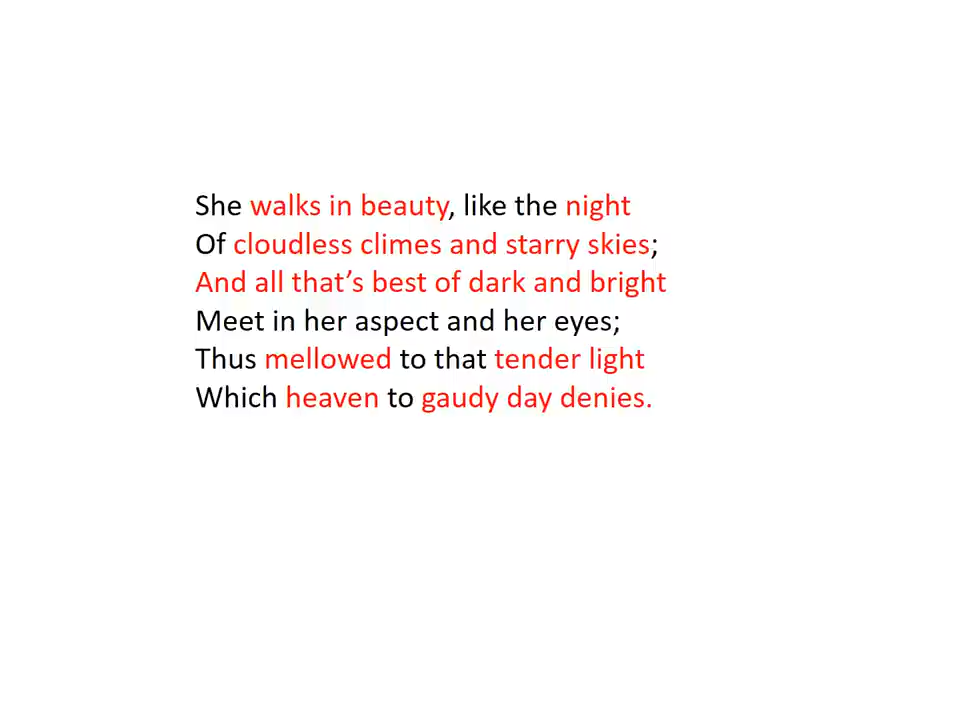 She walks in beauty, like the night
Of cloudless climes and starry skies;
And all that’s best of dark and bright
Meet in her aspect and her eyes;
Thus mellowed to that tender light
Which heaven to gaudy day denies.